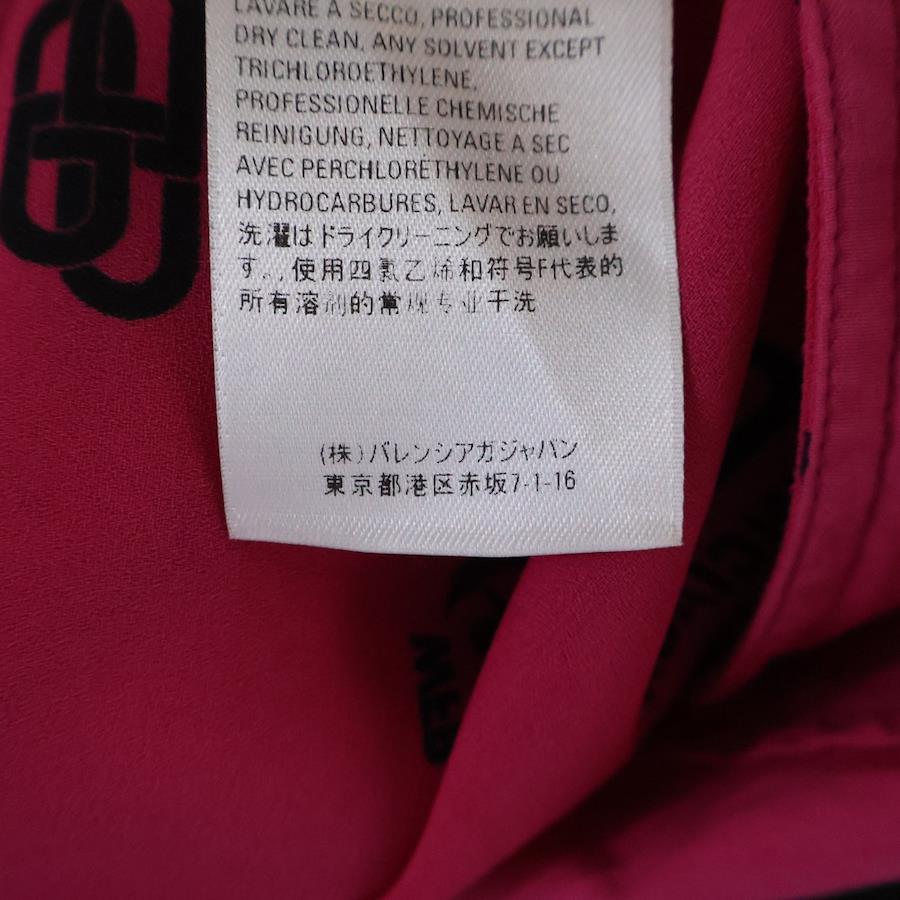 LAVARE A SECCO, PROFESSIONAL
DRY CLEAN, ANY SOLVENT EXCEPT
TRICHLOROETHYLENE,
PROFESSIONELLE CHEMISCHE
REINIGUNG, NETTOYAGE A SEC
AVEC PERCHLORÉTHYLENE OU
HYDROCARBURES, LAVAR EN SECO,
洗濯はドライクリーニングでお願いしま
す。, 使用四氯乙烯和符号F代表的
所有溶剂的常规专业干洗
(株)バレンシアガジャパン
東京都港区赤坂7-1-16